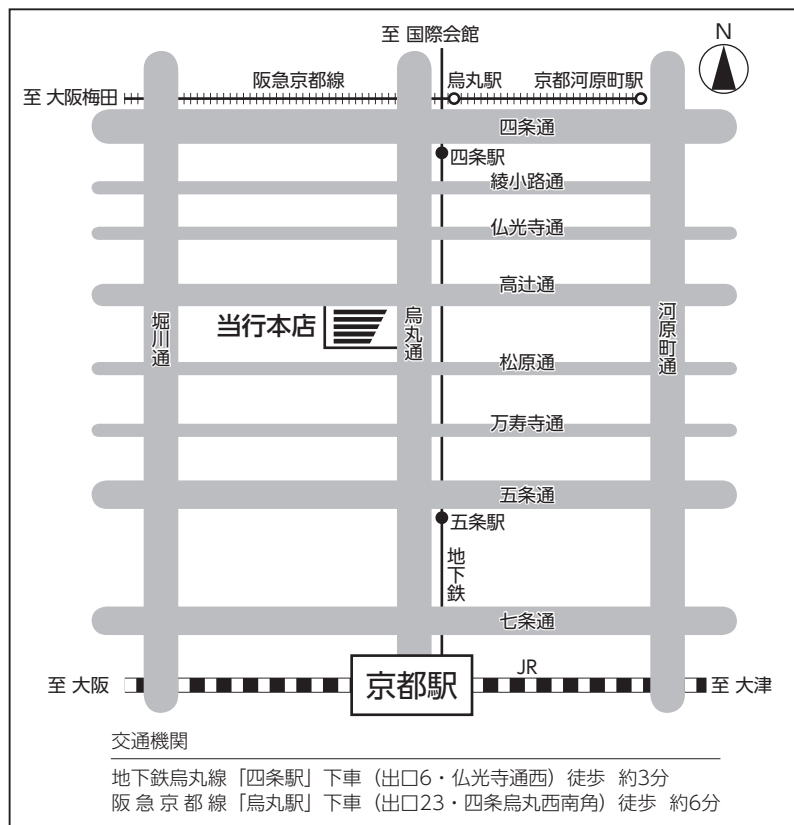 至 国際会館
N
阪急京都線
烏丸駅
京都河原町駅
至 大阪梅田
四条通
四条駅
綾小路通
仏光寺通
高辻通
当行本店
堀川通
烏丸通
河原町通
松原通
万寿寺通
五条通
五条駅
地下鉄
七条通
JR
至 大阪
京都駅
至 大津
交通機関
地下鉄烏丸線「四条駅」下車（出口6・仏光寺通西）徒歩 約3分
阪急京都線「烏丸駅」下車（出口23・四条烏丸西南角）徒歩 約6分